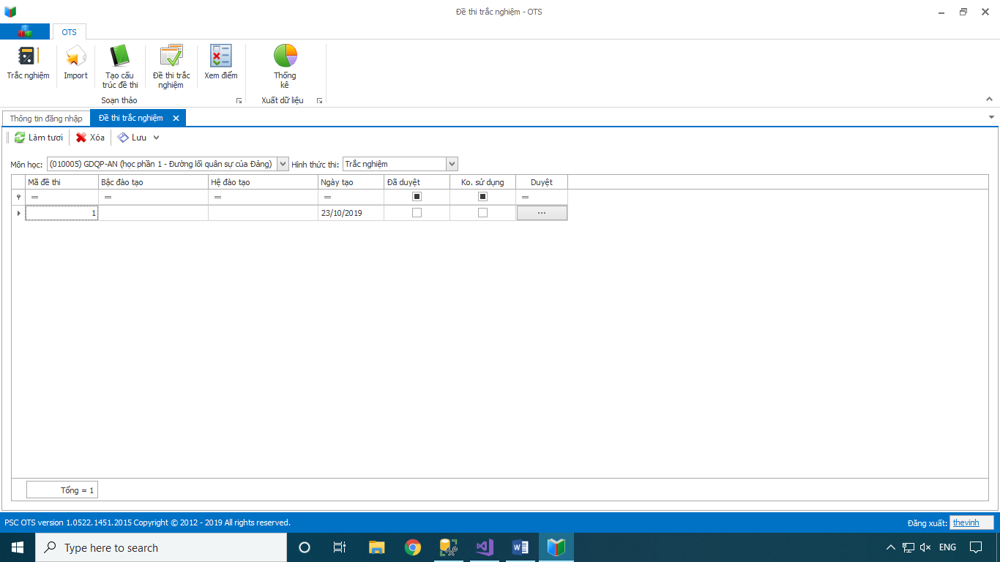 Đề thi trắc nghiệm - OTS
OTS
Trắc nghiệm
Import
Tạo cấu
trúc đề thi
Đề thi trắc
nghiệm
Xem điểm
Thống
kê
Soạn thảo
Xuất dữ liệu
Thông tin đăng nhập
Đề thi trắc nghiệm
Làm tươi
Xóa
Lưu
Môn học: (010005) GDQP-AN (học phần 1 - Đường lối quân sự của Đảng) Hình thức thi: Trắc nghiệm
Mã đề thi Bậc đào tạo Hệ đào tạo Ngày tạo Đã duyệt Ko. sử dụng Duyệt
= = = = =
1 23/10/2019 ...
Tổng = 1
PSC OTS version 1.0522.1451.2015 Copyright © 2012 - 2019 All rights reserved. Đăng xuất: thevinh
Type here to search
ENG